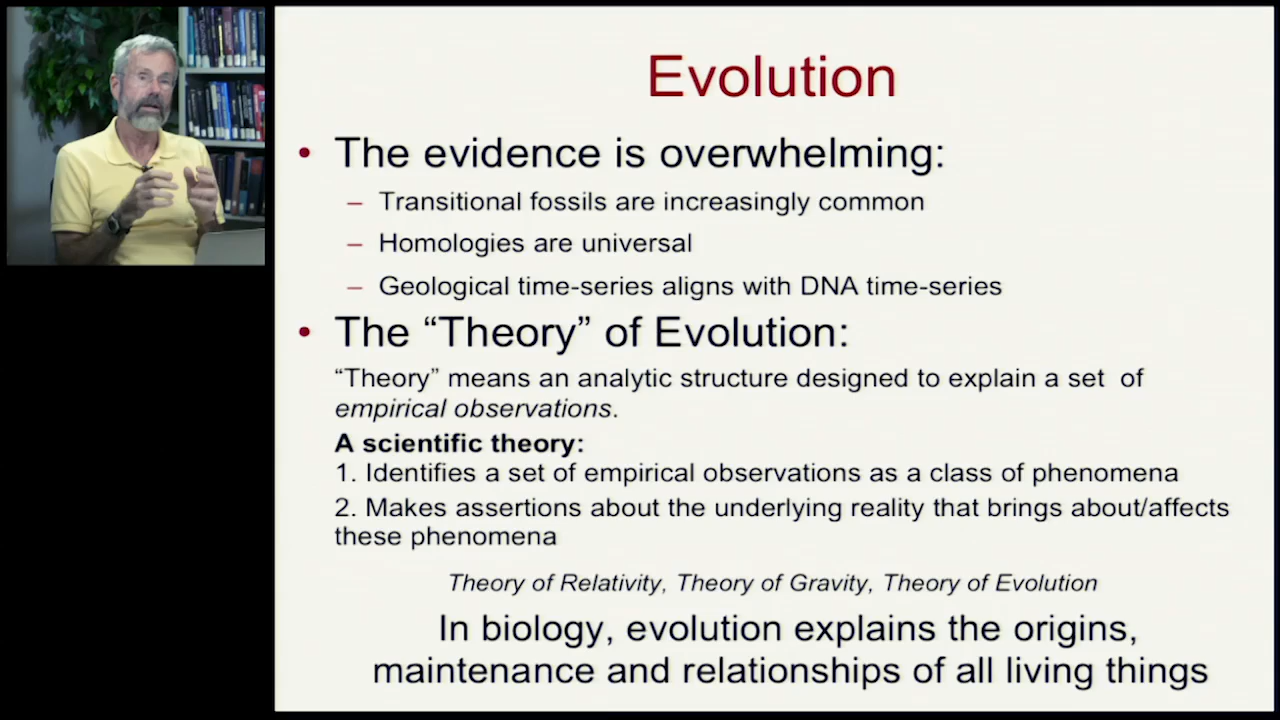 Evolution
• The evidence is overwhelming:
– Transitional fossils are increasingly common
– Homologies are universal
– Geological time-series aligns with DNA time-series
• The “Theory” of Evolution:
“Theory” means an analytic structure designed to explain a set of
empirical observations.
A scientific theory:
1. Identifies a set of empirical observations as a class of phenomena
2. Makes assertions about the underlying reality that brings about/affects
these phenomena
Theory of Relativity, Theory of Gravity, Theory of Evolution
In biology, evolution explains the origins,
maintenance and relationships of all living things